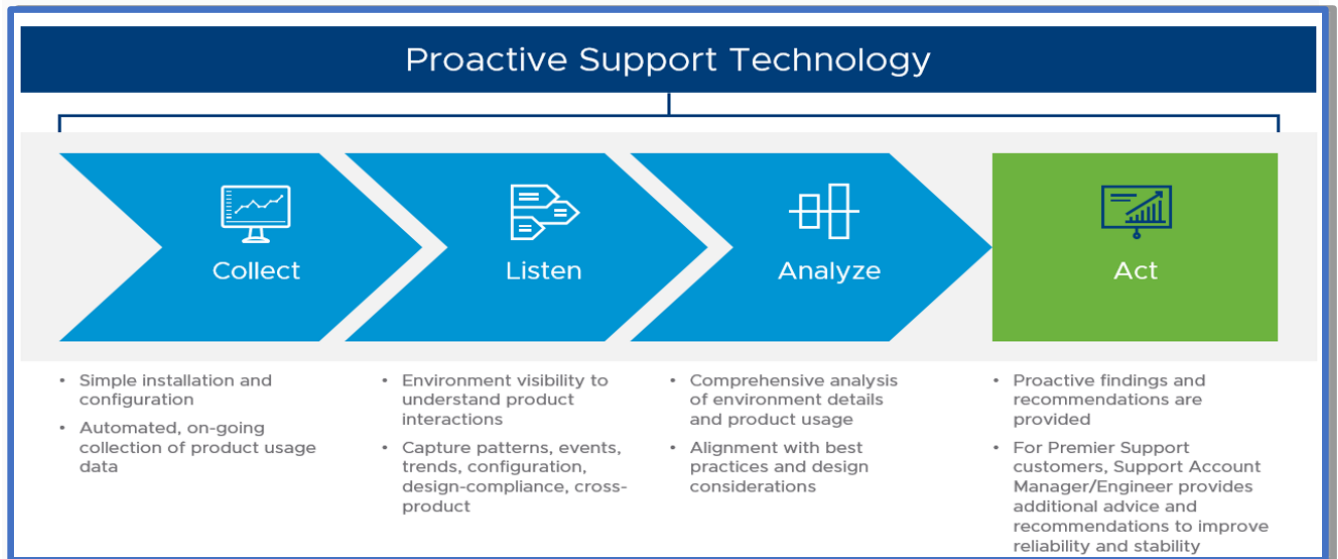 Proactive Support Technology
Collect
Listen
Analyze
Act
• Simple installation and
configuration
• Automated, on-going
collection of product usage
data
• Environment visibility to
understand product
interactions
• Capture patterns, events,
trends, configuration,
design-compliance, cross-
product
• Comprehensive analysis
of environment details
and product usage
• Alignment with best
practices and design
considerations
• Proactive findings and
recommendations are
provided
• For Premier Support
customers, Support Account
Manager/Engineer provides
additional advice and
recommendations to improve
reliability and stability